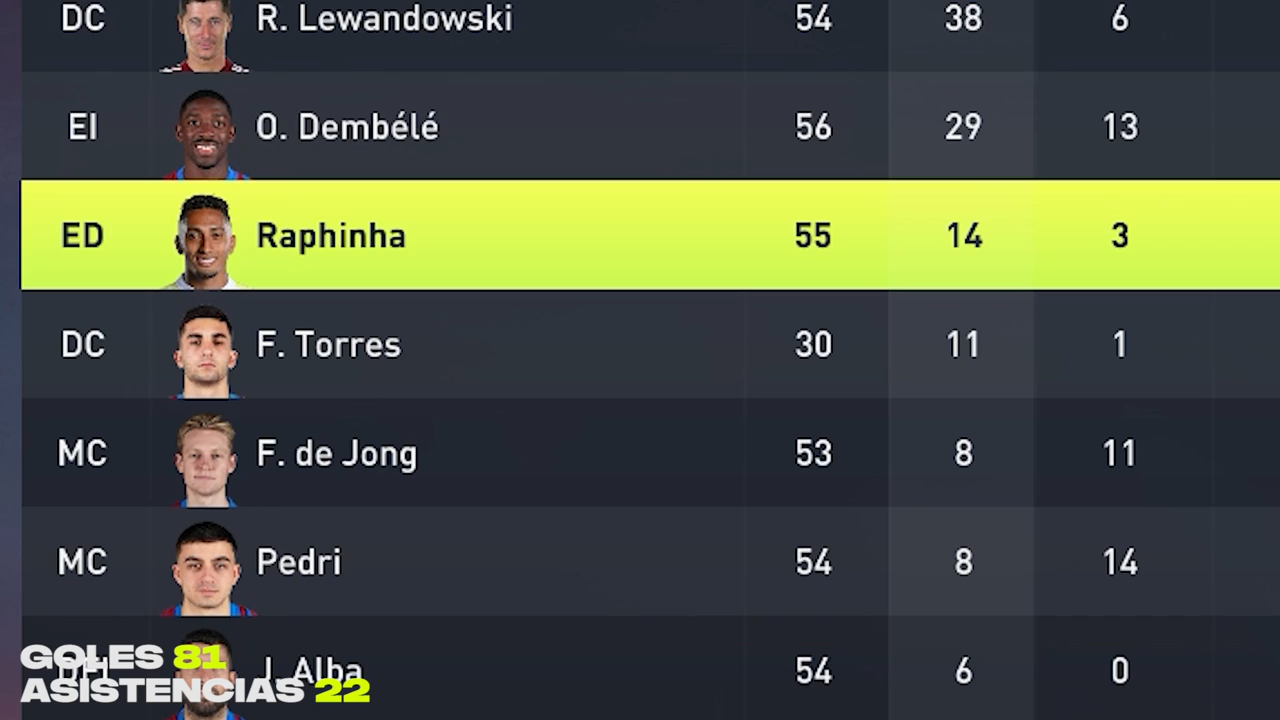 DC R. Lewandowski 54 38 6
EI O. Dembélé 56 29 13
ED Raphinha 55 14 3
DC F. Torres 30 11 1
MC F. de Jong 53 8 11
MC Pedri 54 8 14
J. Alba 54 6 0
GOLES 81
ASISTENCIAS 22